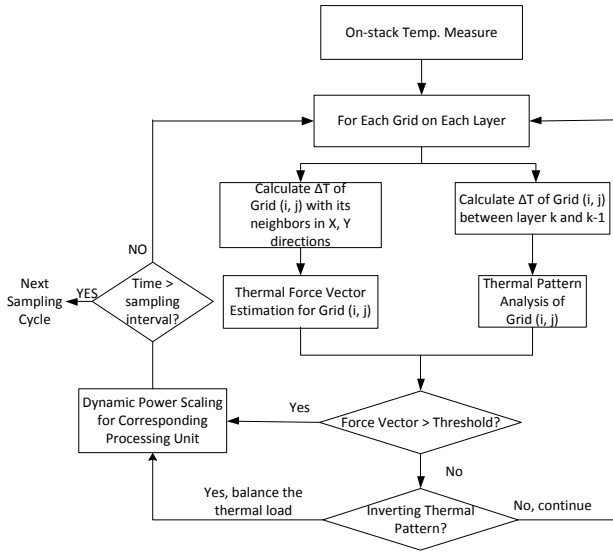 On-stack Temp. Measure
For Each Grid on Each Layer
Calculate ΔT of
Grid (i, j) with its
neighbors in X, Y
directions
Calculate ΔT of Grid (i, j)
between layer k and k-1
NO
Next
Sampling
Cycle
YES
Time >
sampling
interval?
Thermal Force Vector
Estimation for Grid (i, j)
Thermal Pattern
Analysis of
Grid (i, j)
Dynamic Power Scaling
for Corresponding
Processing Unit
Yes
Force Vector > Threshold?
No
Yes, balance the
thermal load
Inverting Thermal
Pattern?
No, continue